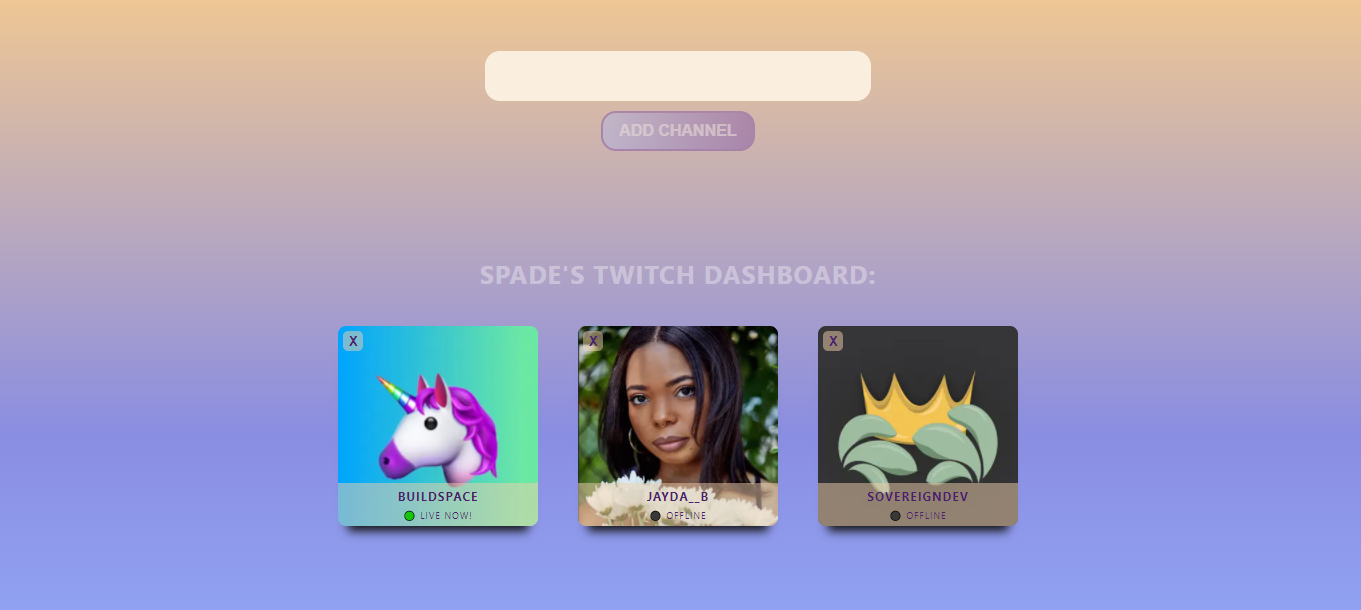 ADD CHANNEL
SPADE'S TWITCH DASHBOARD:
X
X
X
BUILDSPACE
LIVE NOW!
JAYDA__B
OFFLINE
SOVEREIGNDEV
OFFLINE